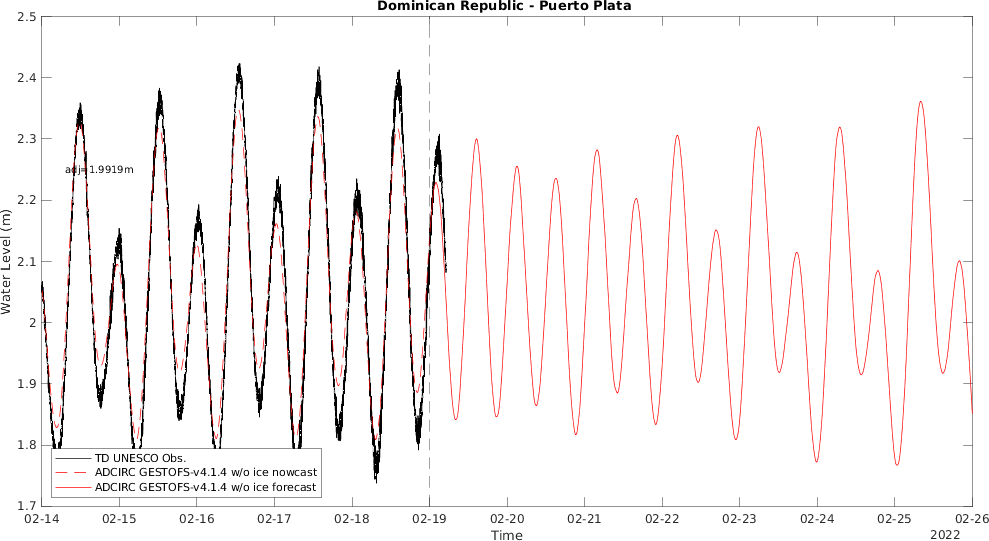 Dominican Republic - Puerto Plata
2.5
2.4
2.3
2.2
2.1
2
1.9
1.8
1.7
Water Level (m)
adj=1.9919m
TD UNESCO Obs.
ADCIRC GESTOFS-v4.1.4 w/o ice nowcast
ADCIRC GESTOFS-v4.1.4 w/o ice forecast
02-14 02-15 02-16 02-17 02-18 02-19 02-20 02-21 02-22 02-23 02-24 02-25 02-26
Time
2022